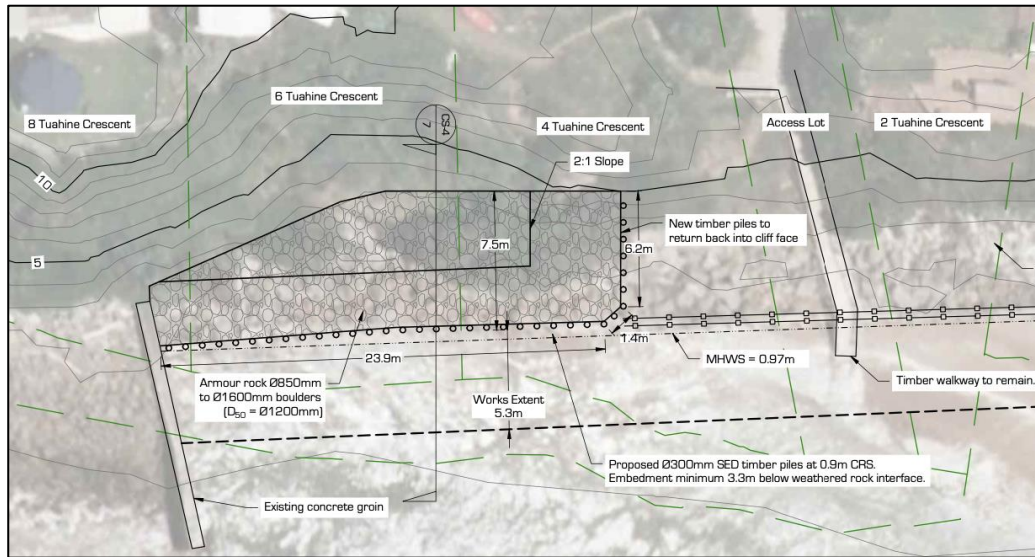 6 Tuahine Crescent
8 Tuahine Crescent
4 Tuahine Crescent
Access Lot
2 Tuahine Crescent
CS4
7
2:1 Slope
10
5
7.5m
6.2m
New timber piles to
return back into cliff face
23.9m
1.4m
MHWS = 0.97m
Armour rock Ø850mm
to Ø1600mm boulders
(D50 = Ø1200mm)
Works Extent
5.3m
Timber walkway to remain.
Proposed Ø300mm SED timber piles at 0.9m CRS.
Embedment minimum 3.3m below weathered rock interface.
Existing concrete groin